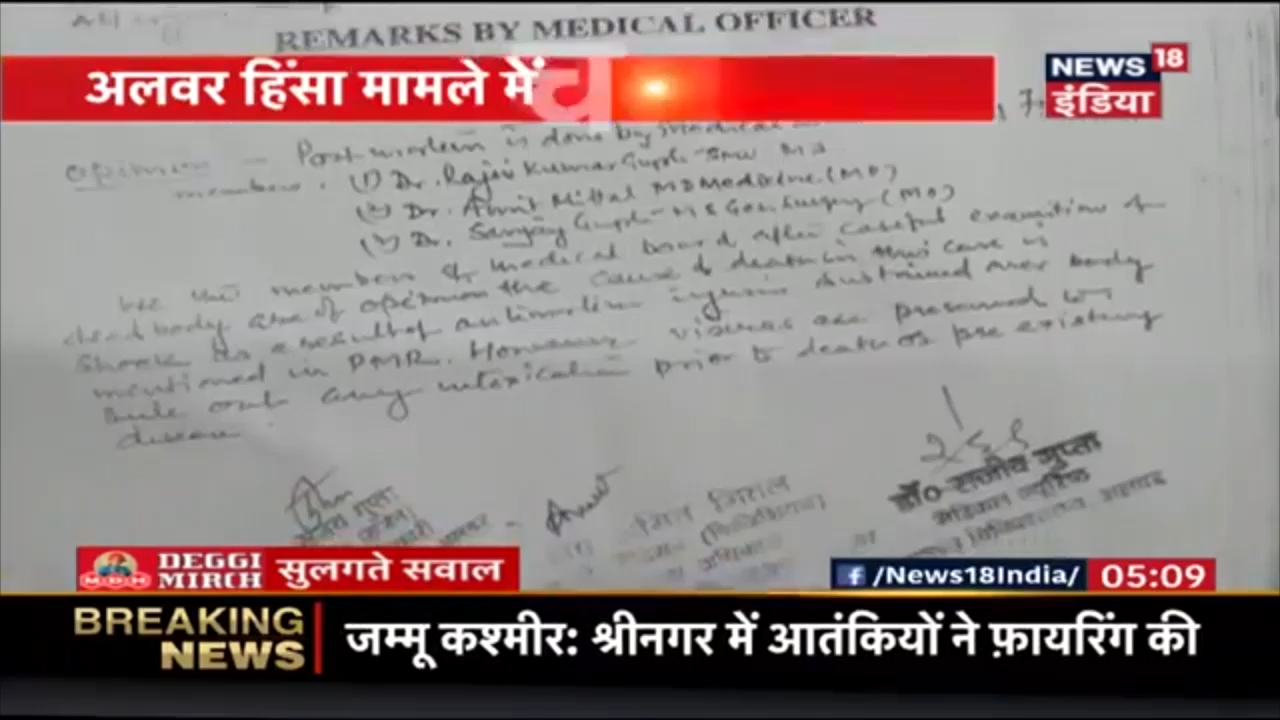 REMARKS BY MEDICAL OFFICER
अलवर हिंसा मामले में
NEWS 18
इंडिया
opinion - Post mortem is done by Medical
members. (1) Dr. Rajiv Kumar Gupta
(2) Dr. Amit Mittal MD Medicine (MO)
(3) Dr. Sanjay Gupta - MS Gen. Surgery (MO)
We the members of medical board after careful examition of
dead body are of opinion the cause of death in this case is
shock as a result of antimortem injuries sustained over body
mentioned in PMR. However viseras are preserved to
rule out any intoxication prior to death or pre existing
disease
डॉ० राजीव गुप्ता
MDH
DEGGI
MIRCH
सुलगते सवाल
f /News18India/
05:09
BREAKING
NEWS
जम्मू कश्मीर: श्रीनगर में आतंकियों ने फ़ायरिंग की